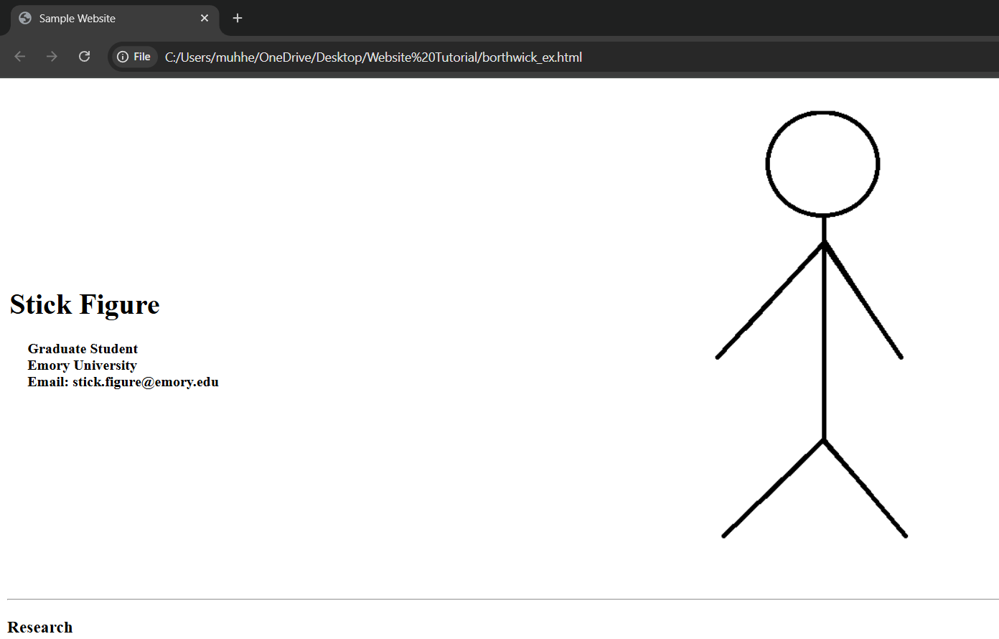 Sample Website
File C:/Users/muhhe/OneDrive/Desktop/Website%20Tutorial/borthwick_ex.html
Stick Figure
Graduate Student
Emory University
Email: stick.figure@emory.edu
Research